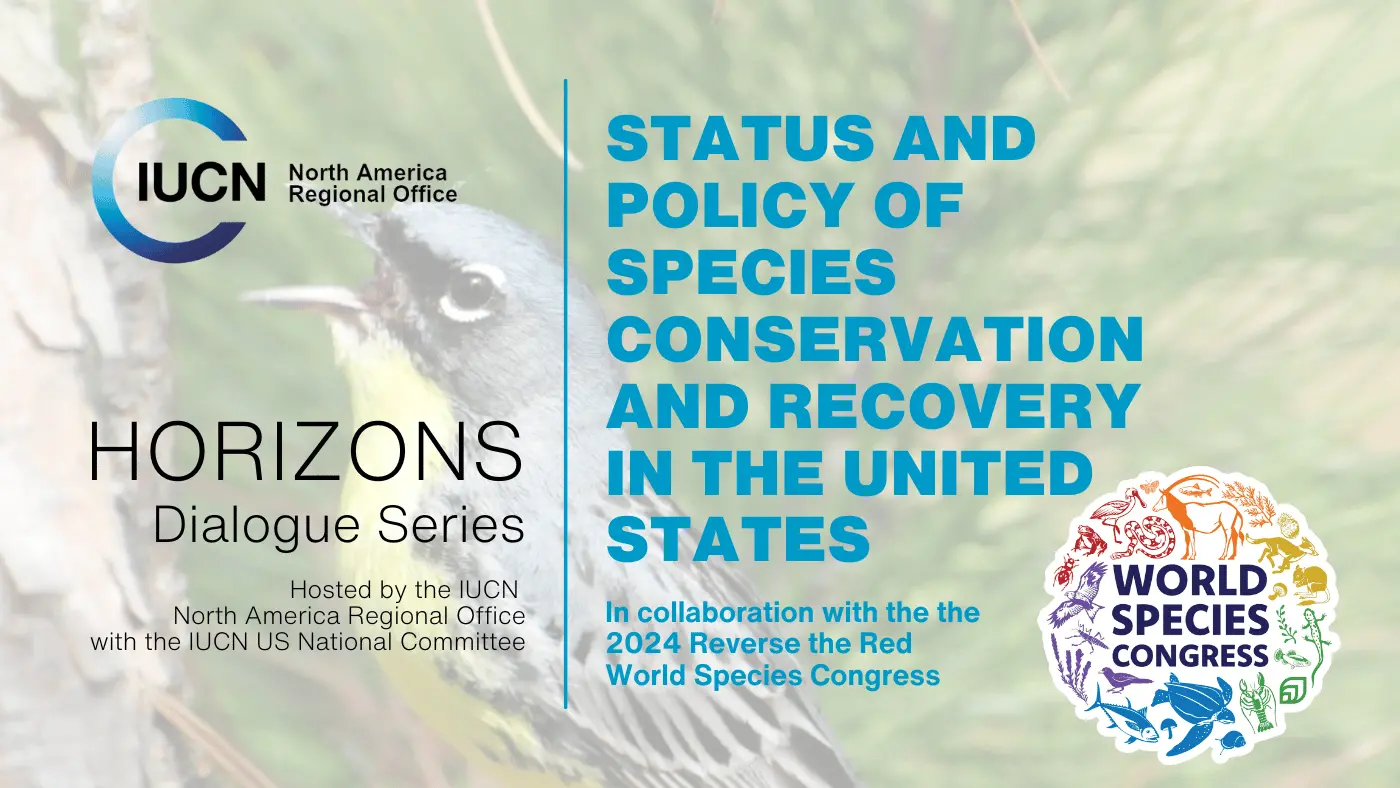 IUCN
North America
Regional Office
HORIZONS
Dialogue Series
Hosted by the IUCN
North America Regional Office
with the IUCN US National Committee
STATUS AND
POLICY OF
SPECIES
CONSERVATION
AND RECOVERY
IN THE UNITED
STATES
In collaboration with the the
2024 Reverse the Red
World Species Congress
WORLD
SPECIES
CONGRESS